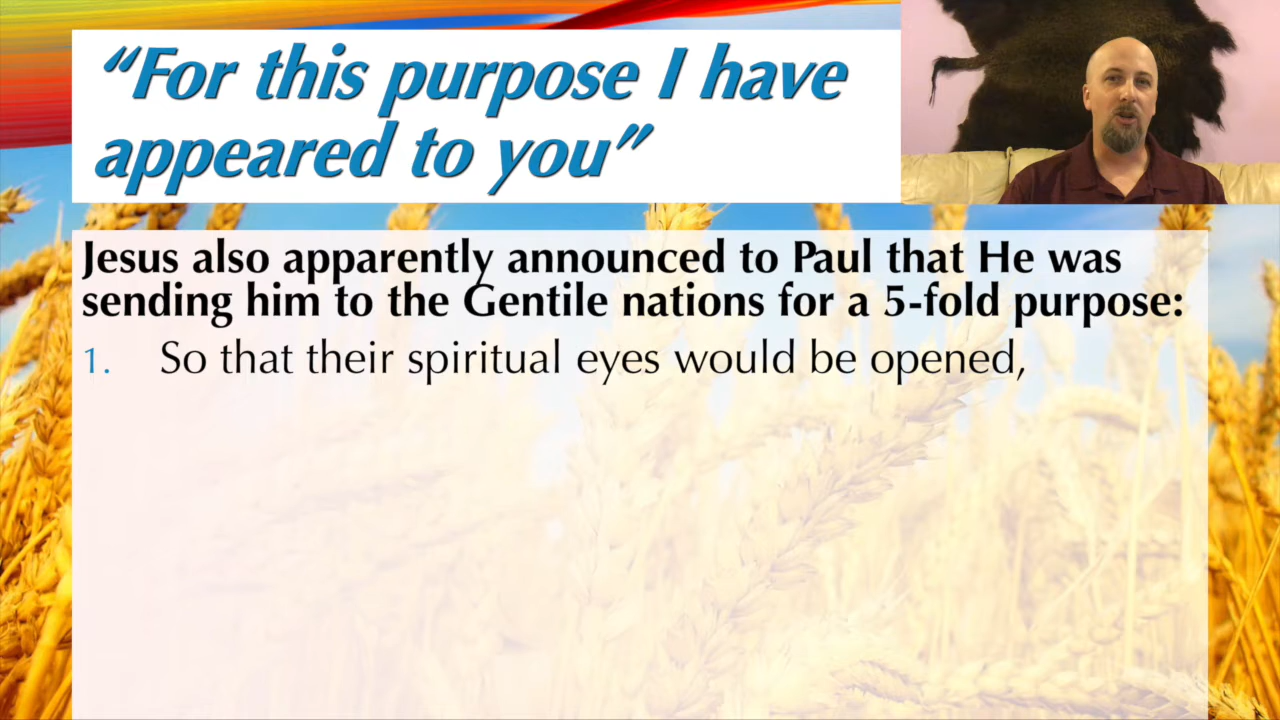 “For this purpose I have
appeared to you”
Jesus also apparently announced to Paul that He was
sending him to the Gentile nations for a 5-fold purpose:
1. So that their spiritual eyes would be opened,